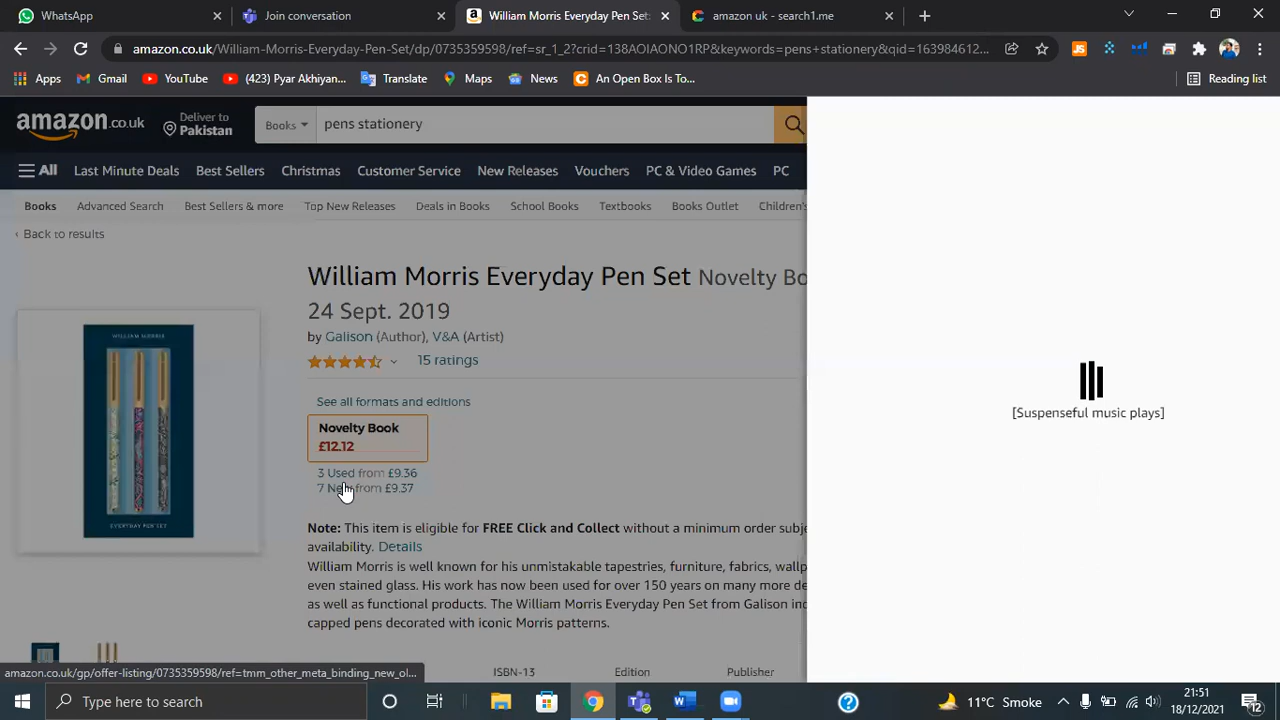 WhatsApp
Join conversation
William Morris Everyday Pen Set:
amazon uk - search1.me
amazon.co.uk/William-Morris-Everyday-Pen-Set/dp/0735359598/ref=sr_1_2?crid=138AOIAONO1RP&keywords=pens+stationery&qid=163984612...
Apps
Gmail
YouTube
(423) Pyar Akhiyan...
Translate
Maps
News
An Open Box Is To...
Reading list
amazon.co.uk
Deliver to
Pakistan
Books
pens stationery
All
Last Minute Deals
Best Sellers
Christmas
Customer Service
New Releases
Vouchers
PC & Video Games
PC
Books
Advanced Search
Best Sellers & more
Top New Releases
Deals in Books
School Books
Textbooks
Books Outlet
Children's
‹ Back to results
William Morris Everyday Pen Set Novelty Bo
24 Sept. 2019
by Galison (Author), V&A (Artist)
15 ratings
See all formats and editions
Novelty Book
£12.12
3 Used from £9.36
7 New from £9.37
Note: This item is eligible for FREE Click and Collect without a minimum order subje
availability. Details
William Morris is well known for his unmistakable tapestries, furniture, fabrics, wallp
even stained glass. His work has now been used for over 150 years on many more de
as well as functional products. The William Morris Everyday Pen Set from Galison inc
capped pens decorated with iconic Morris patterns.
ISBN-13
Edition
Publisher
WILLIAM MORRIS
EVERYDAY PEN SET
[Suspenseful music plays]
amazon.co.uk/gp/offer-listing/0735359598/ref=tmm_other_meta_binding_new_ol...
Type here to search
11°C Smoke
21:51
18/12/2021
12